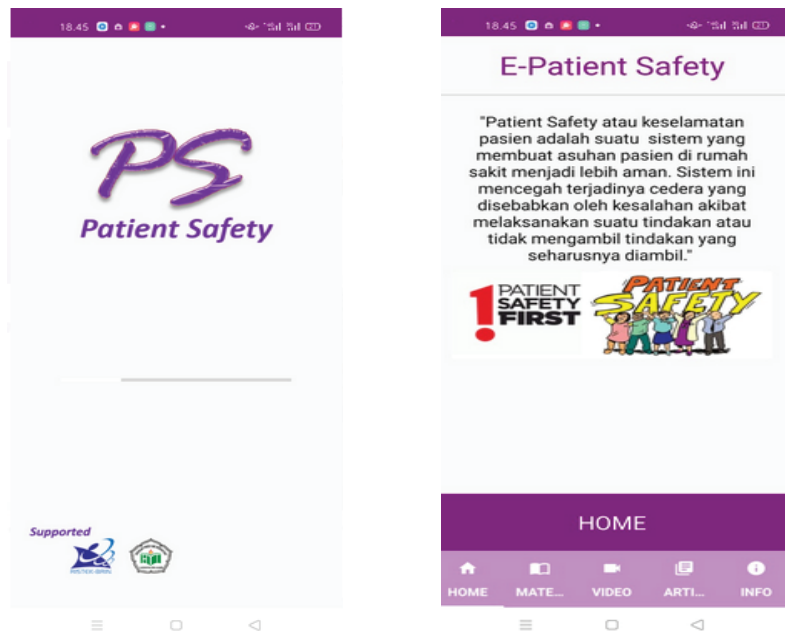 18.45
PS
Patient Safety
Supported
18.45
E-Patient Safety
"Patient Safety atau keselamatan
pasien adalah suatu sistem yang
membuat asuhan pasien di rumah
sakit menjadi lebih aman. Sistem ini
mencegah terjadinya cedera yang
disebabkan oleh kesalahan akibat
melaksanakan suatu tindakan atau
tidak mengambil tindakan yang
seharusnya diambil."
PATIENT
SAFETY
FIRST
PATIENT
SAFETY
HOME
HOME MATE... VIDEO ARTI... INFO